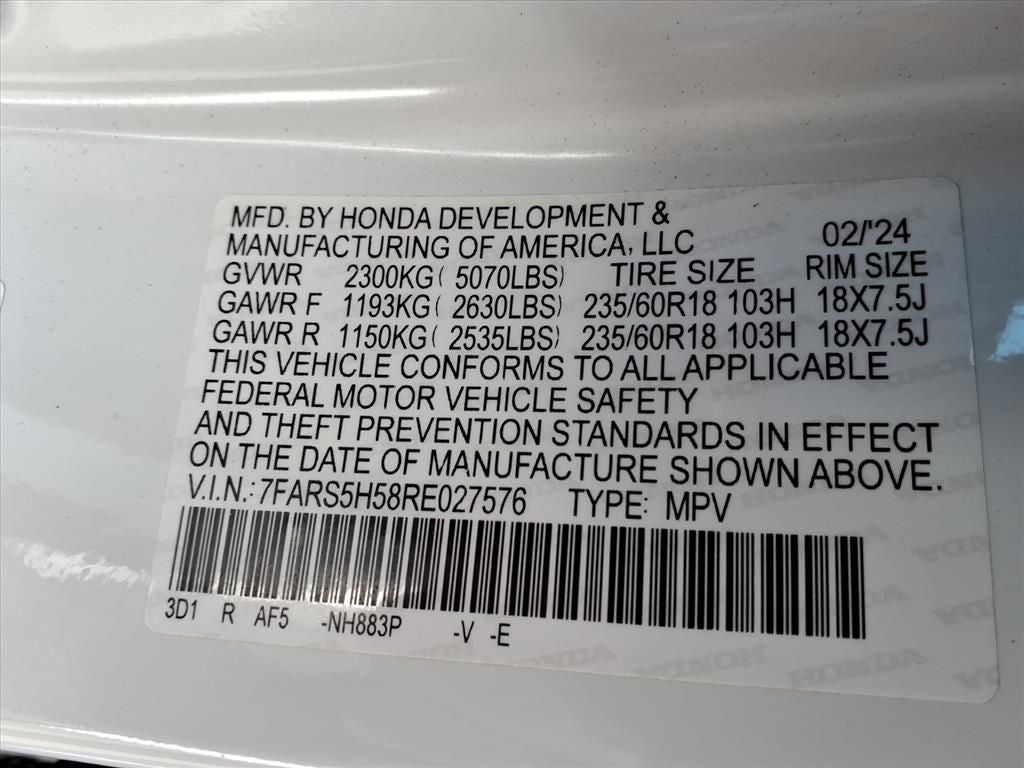 MFD. BY HONDA DEVELOPMENT &
MANUFACTURING OF AMERICA, LLC 02/'24
GVWR 2300KG( 5070LBS) TIRE SIZE RIM SIZE
GAWR F 1193KG( 2630LBS) 235/60R18 103H 18X7.5J
GAWR R 1150KG( 2535LBS) 235/60R18 103H 18X7.5J
THIS VEHICLE CONFORMS TO ALL APPLICABLE
FEDERAL MOTOR VEHICLE SAFETY
AND THEFT PREVENTION STANDARDS IN EFFECT
ON THE DATE OF MANUFACTURE SHOWN ABOVE.
V.I.N.: 7FARS5H58RE027576 TYPE: MPV
3D1 R AF5 -NH883P -V -E
HONDA